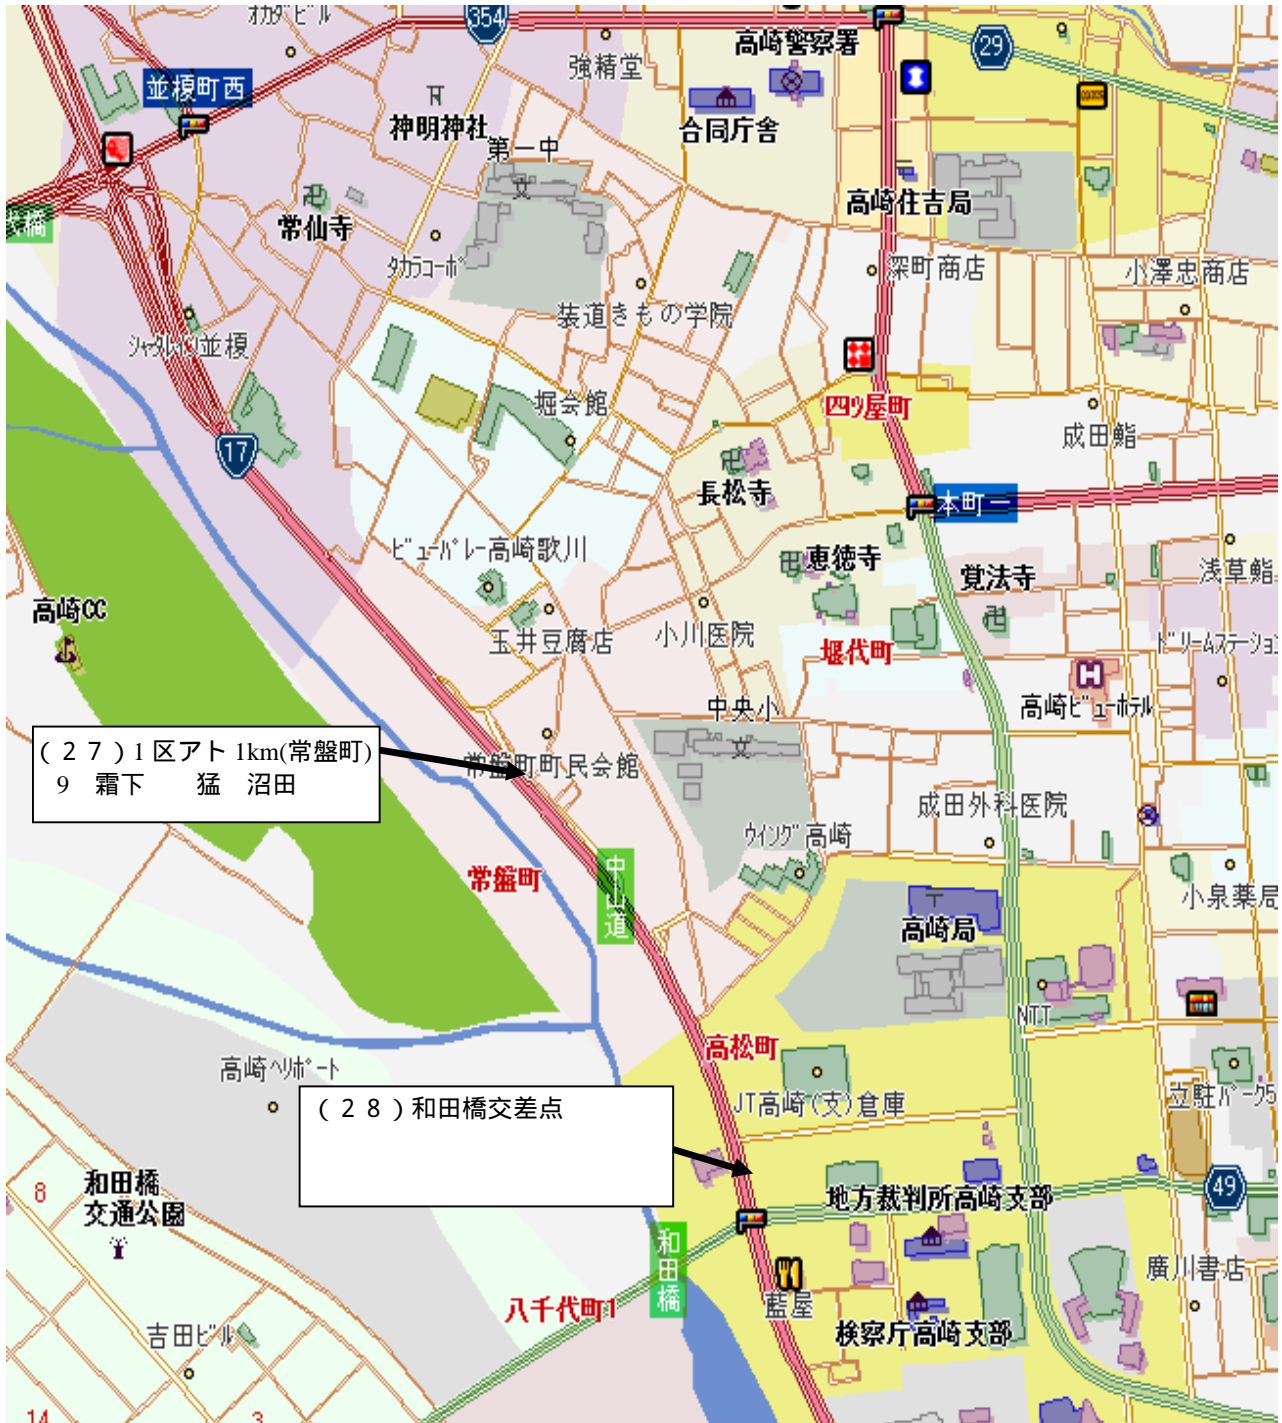 オカダビル
354
高崎警察署
29
強精堂
並榎町西
神明神社
合同庁舎
第一中
高崎住吉局
橋
常仙寺
タカラコーポ
深町商店
小澤忠商店
装道きもの学院
シャタレイン並榎
堀会館
四ツ屋町
成田鮨
17
長松寺
本町一
ビューバレー高崎歌川
恵徳寺
覚法寺
浅草鮨
高崎CC
玉井豆腐店
小川医院
堰代町
ドリームステーション
高崎ビューホテル
中央小
(27)1区アト 1km(常盤町)
9 霜下 猛 沼田
常盤町町民会館
成田外科医院
ウイング高崎
常盤町
中山道
小泉薬局
高崎局
NTT
高松町
高崎ヘリポート
JT高崎(支)倉庫
立駐パーク5
(28)和田橋交差点
和田橋
交通公園
8
地方裁判所高崎支部
49
和田橋
廣川書店
八千代町1
藍屋
吉田ビル
検察庁高崎支部
14
3